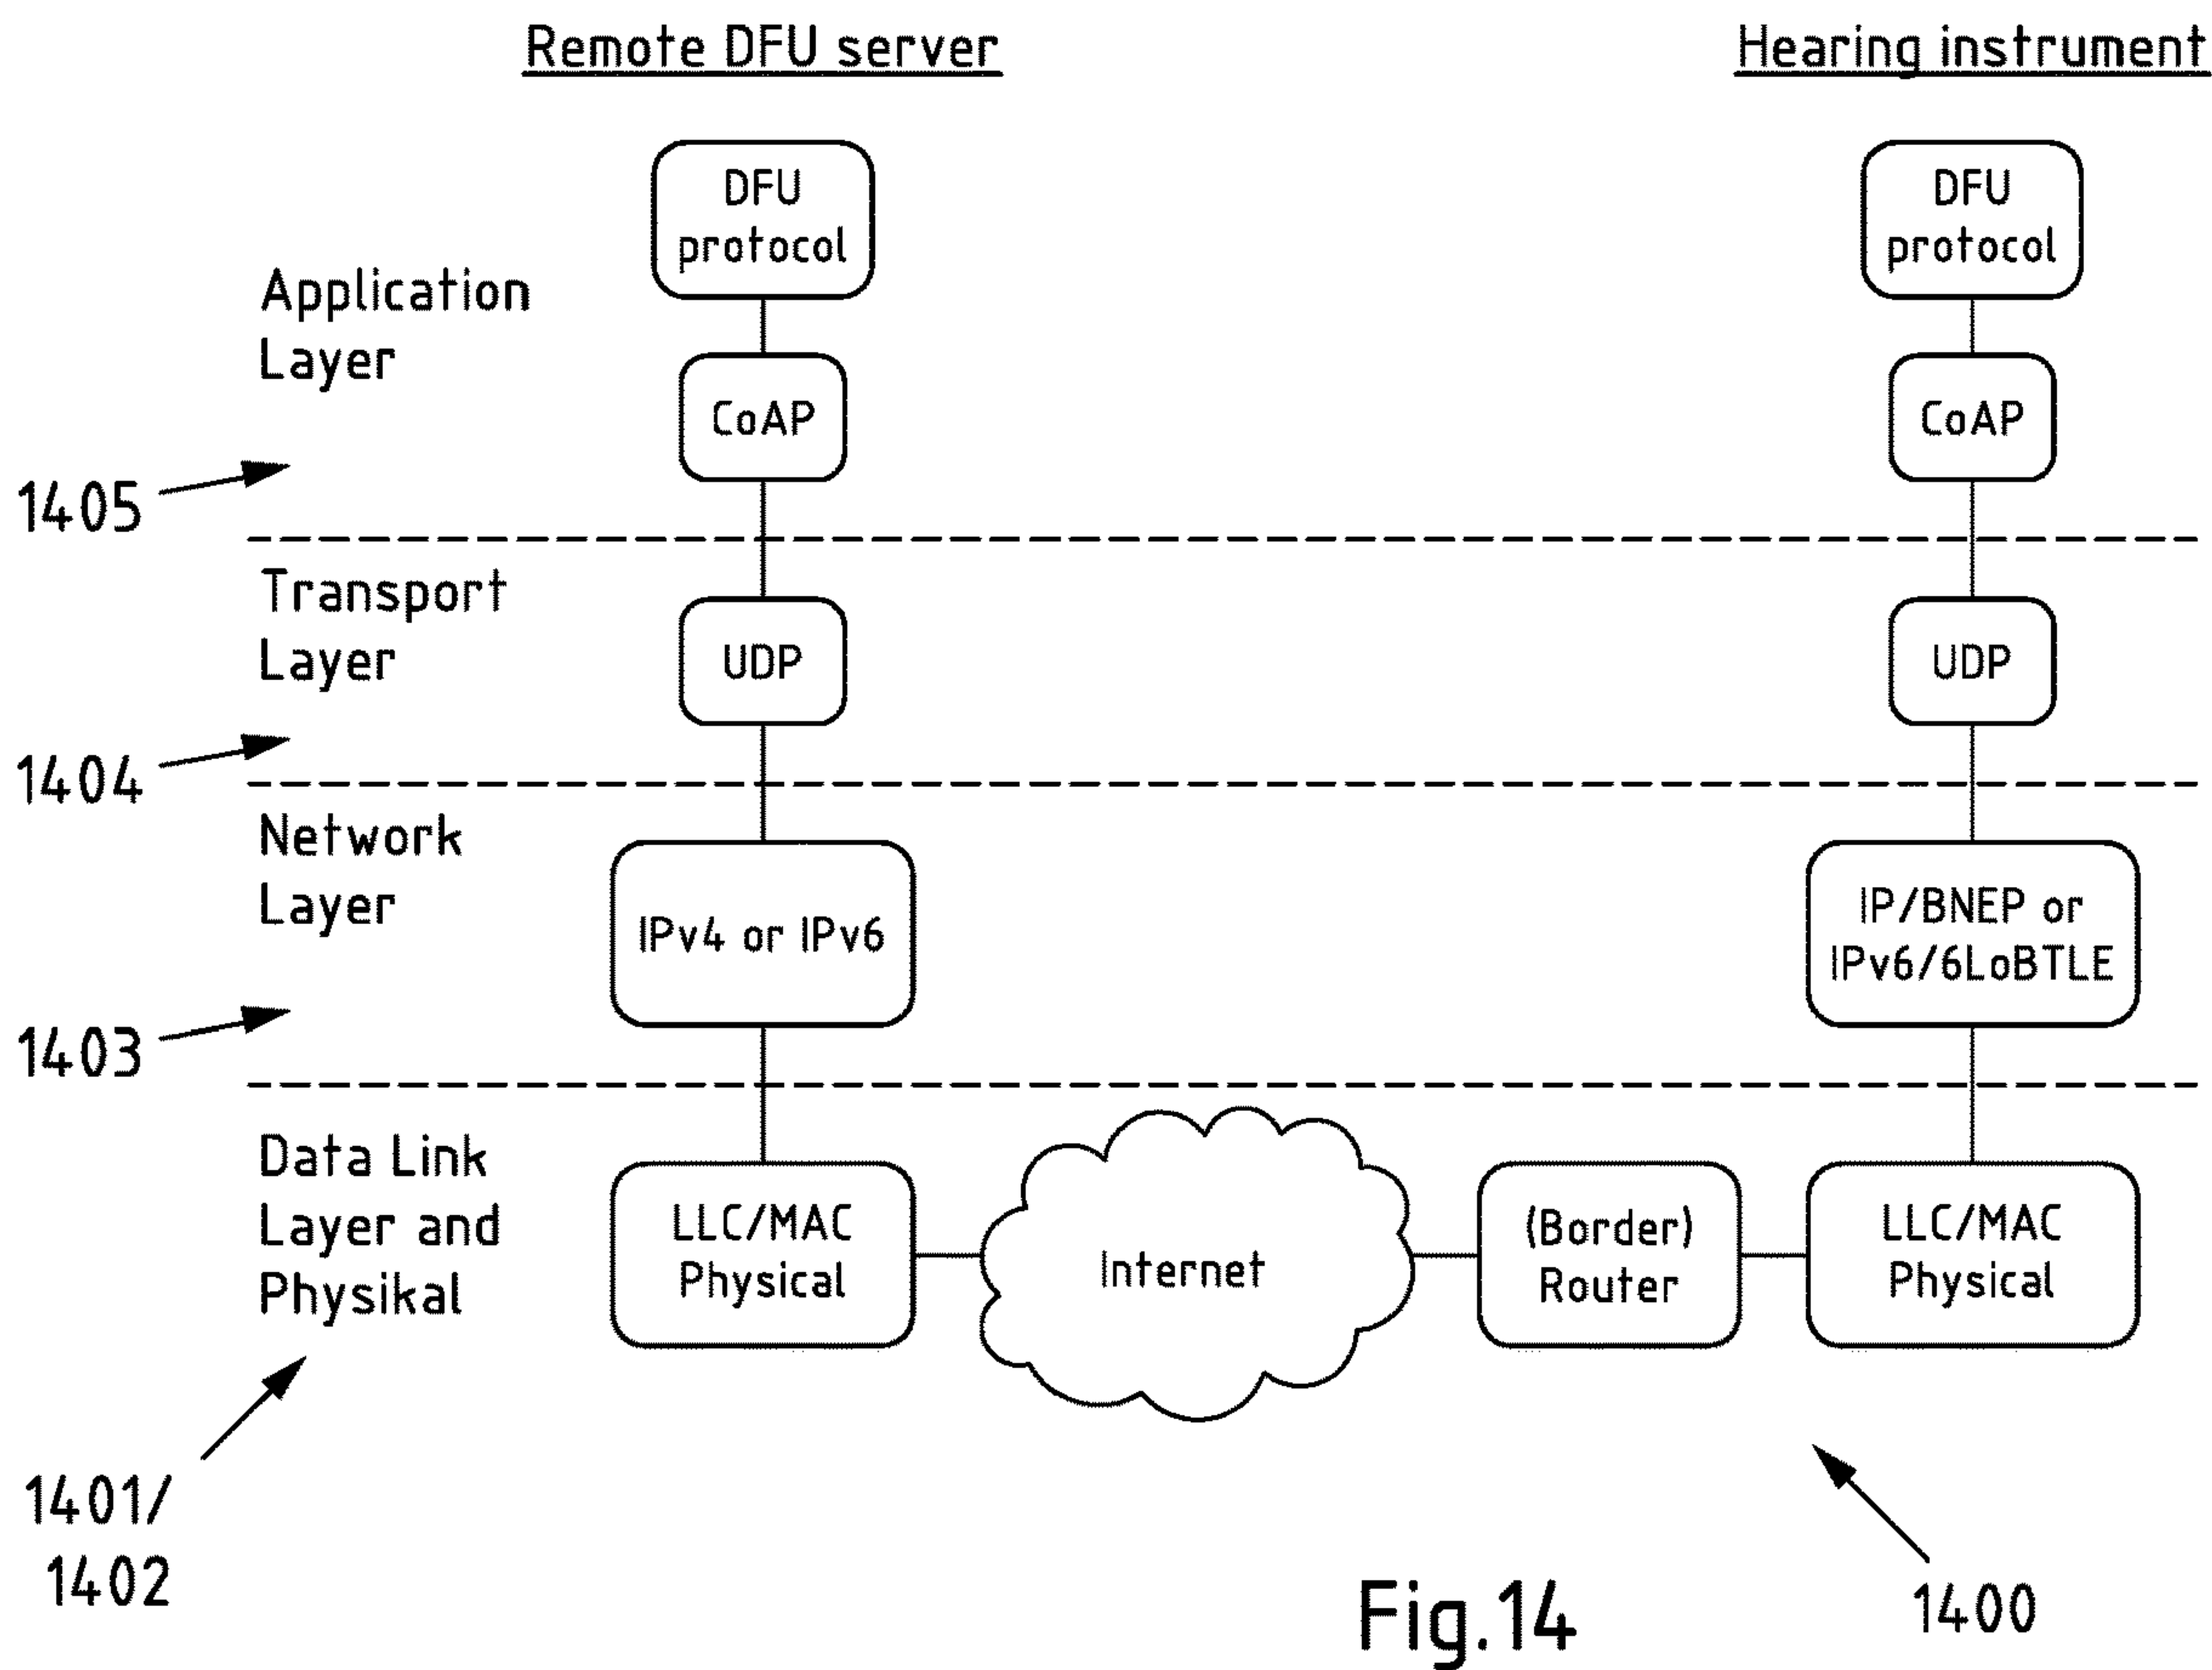 Remote DFU server
Hearing instrument
DFU
protocol
DFU
protocol
Application
Layer
CoAP
CoAP
1405
Transport
Layer
UDP
UDP
1404
Network
Layer
IPv4 or IPv6
IP/BNEP or
IPv6/6LoBTLE
1403
Data Link
Layer and
Physikal
LLC/MAC
Physical
Internet
(Border)
Router
LLC/MAC
Physical
1401/
1402
1400
Fig.14